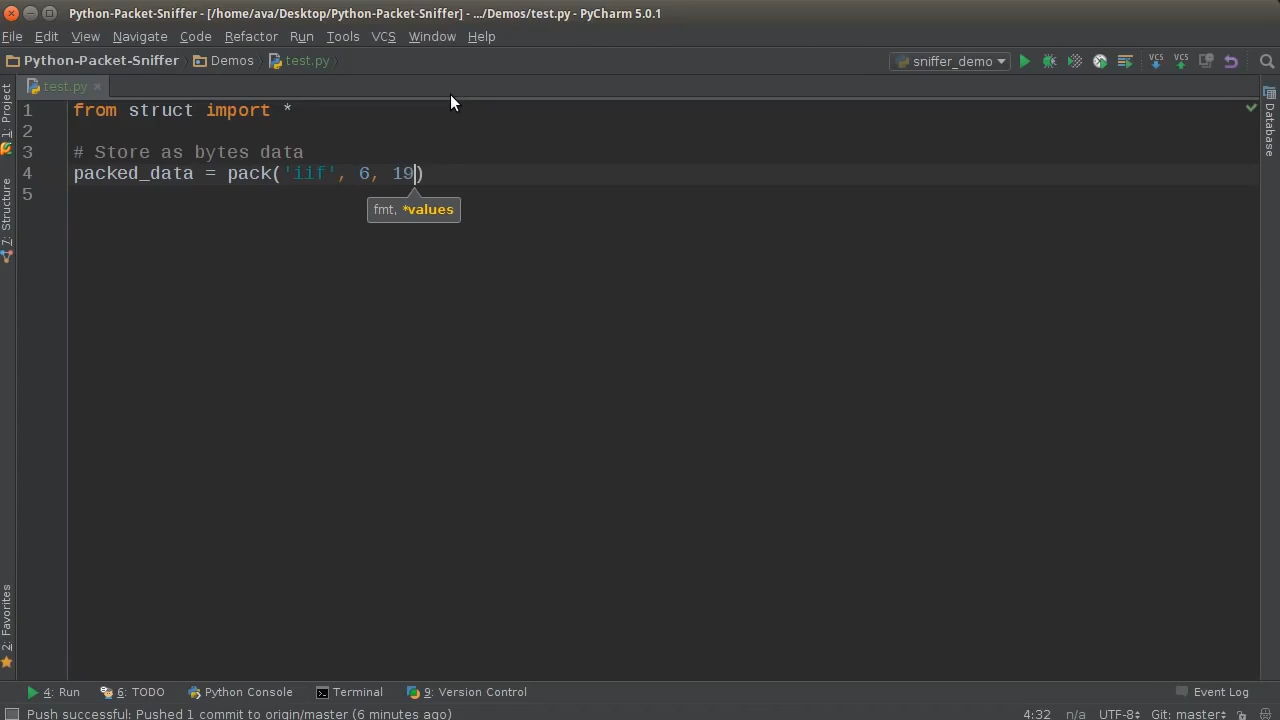 Python-Packet-Sniffer - [/home/ava/Desktop/Python-Packet-Sniffer] - .../Demos/test.py - PyCharm 5.0.1
File Edit View Navigate Code Refactor Run Tools VCS Window Help
Python-Packet-Sniffer Demos test.py sniffer_demo VCS VCS
test.py
1 from struct import *
2
3 # Store as bytes data
4 packed_data = pack('iif', 6, 19)
5
fmt, *values
1: Project
7: Structure
2: Favorites
Database
4: Run 6: TODO Python Console Terminal 9: Version Control Event Log
Push successful: Pushed 1 commit to origin/master (6 minutes ago) 4:32 n/a UTF-8 Git: master